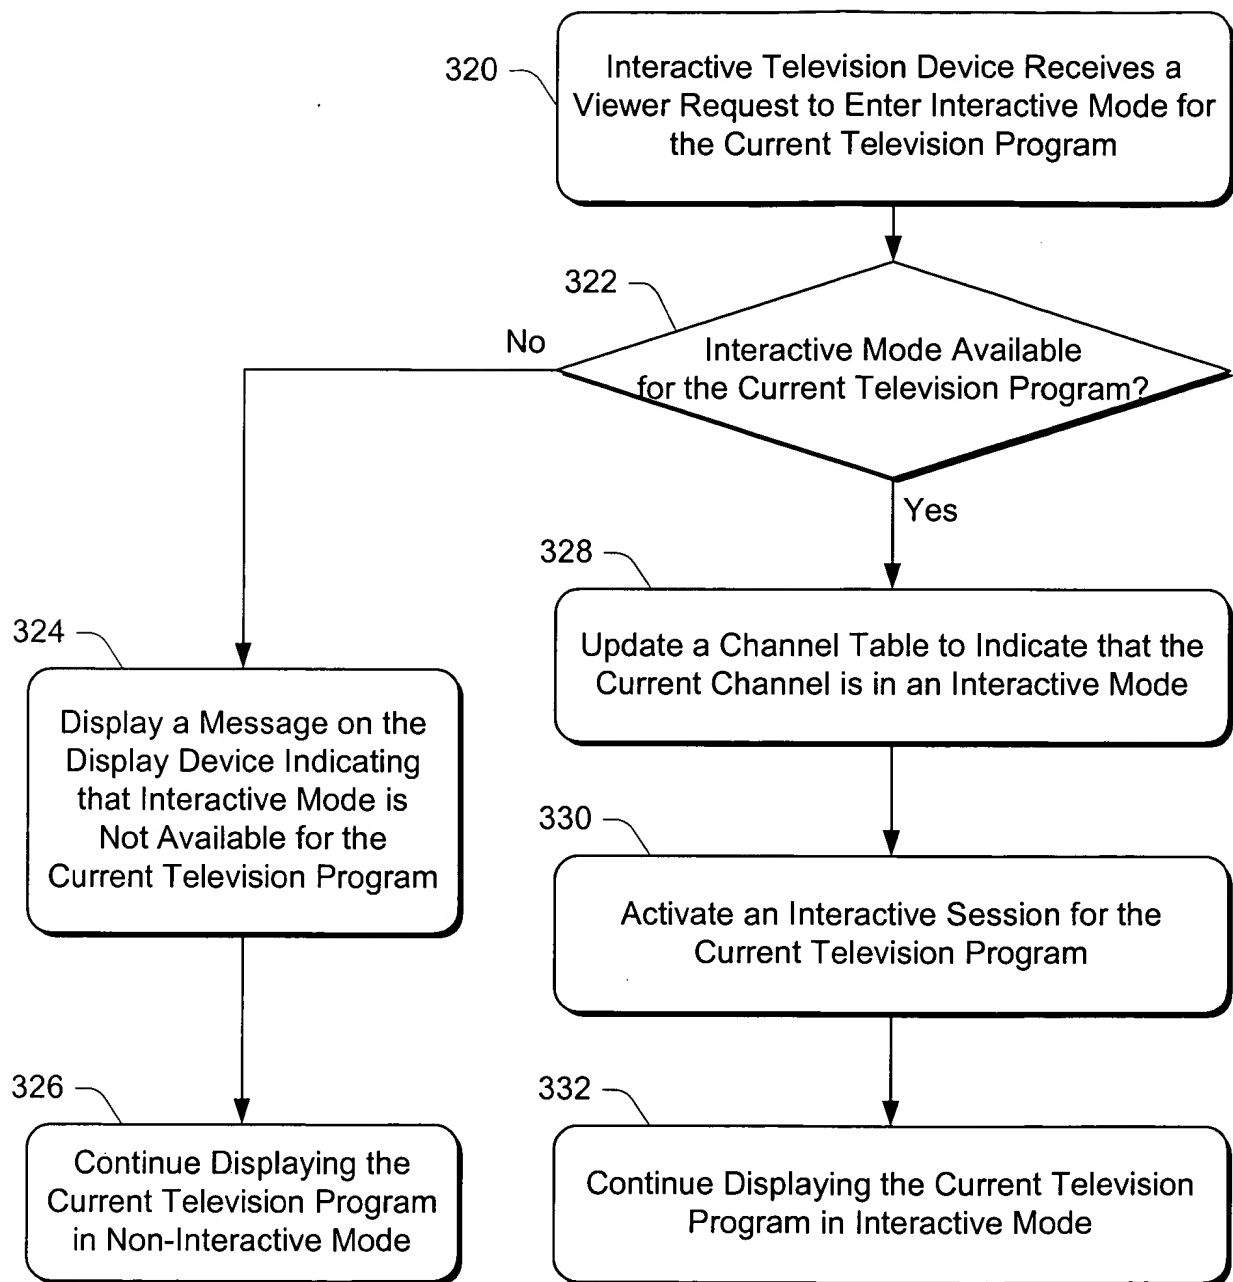 320
Interactive Television Device Receives a
Viewer Request to Enter Interactive Mode for
the Current Television Program
322
No
Interactive Mode Available
for the Current Television Program?
Yes
328
Update a Channel Table to Indicate that the
Current Channel is in an Interactive Mode
324
Display a Message on the
Display Device Indicating
that Interactive Mode is
Not Available for the
Current Television Program
330
Activate an Interactive Session for the
Current Television Program
326
Continue Displaying the
Current Television Program
in Non-Interactive Mode
332
Continue Displaying the Current Television
Program in Interactive Mode